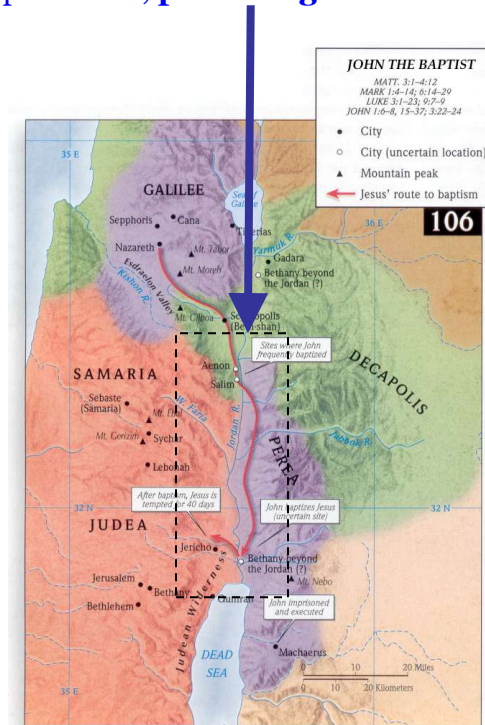 JOHN THE BAPTIST
MATT. 3:1–4:12
MARK 1:4–14; 6:14–29
LUKE 3:1–23; 9:7–9
JOHN 1:6–8, 15–37; 3:22–24
City
City (uncertain location)
Mountain peak
Jesus' route to baptism
106
35 E
36 E
GALILEE
Sea of
Galilee
Sepphoris
Cana
Tiberias
Nazareth
Mt. Tabor
Yarmuk R.
Mt. Moreh
Gadara
Bethany beyond
the Jordan (?)
Esdraelon Valley
Kishon R.
Mt. Gilboa
(Beth-shan)
Sites where John
frequently baptized
Aenon
Salim
DECAPOLIS
SAMARIA
Sebaste
(Samaria)
Mt. Ebal
W. Faria
Jordan R.
Mt. Gerizim
Sychar
PEREA
Jabbok R.
Lebonah
After baptism, Jesus is
tempted for 40 days
John baptizes Jesus
(uncertain site)
32 N
32 N
JUDEA
Jericho
Bethany beyond
the Jordan (?)
Jerusalem
Bethany
Mt. Nebo
Qumran
Bethlehem
Judean Wilderness
John imprisoned
and executed
DEAD
SEA
Machaerus
0 10 20 Miles
0 10 20 Kilometers
35 E